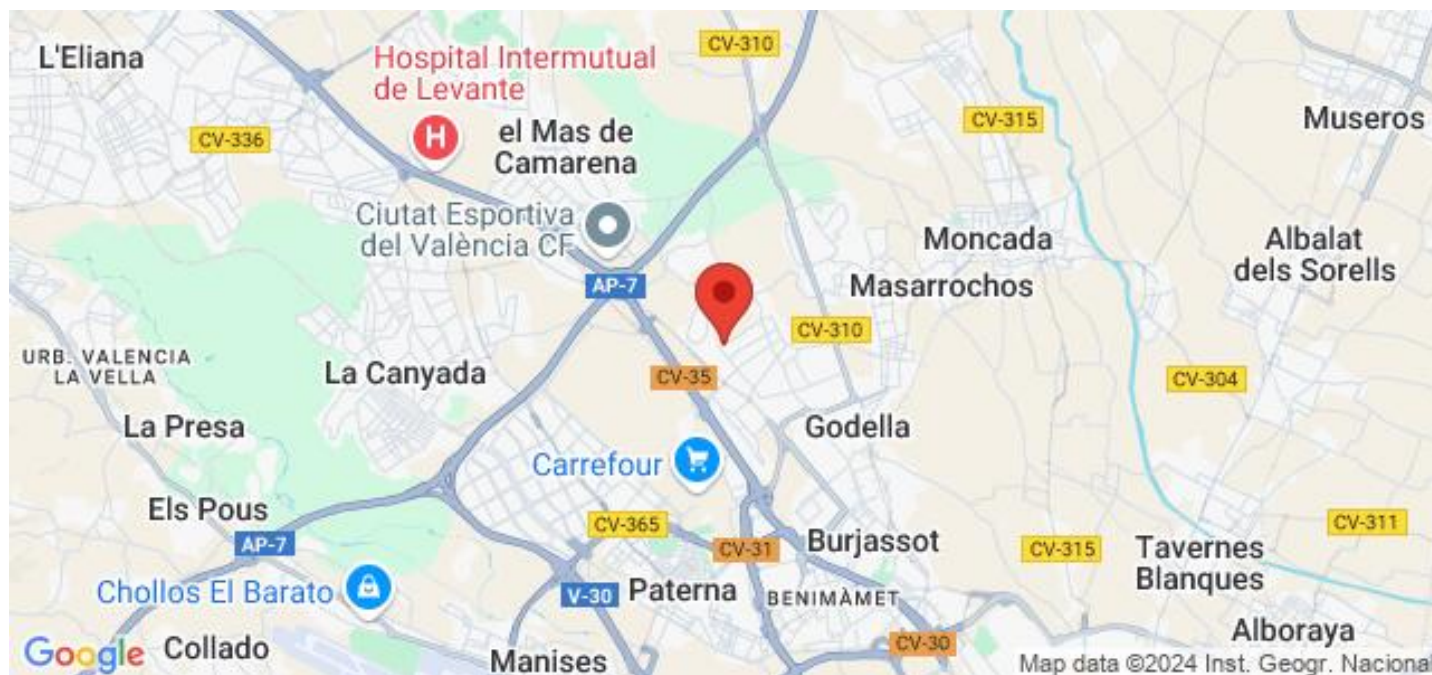 L'Eliana
Hospital Intermutual
de Levante
CV-310
CV-336
el Mas de
Camarena
CV-315
Museros
Ciutat Esportiva
del València CF
AP-7
Moncada
Masarrochos
Albalat
dels Sorells
URB. VALENCIA
LA VELLA
La Canyada
CV-35
CV-310
CV-304
La Presa
Carrefour
Godella
Els Pous
AP-7
CV-365
CV-31
Burjassot
CV-315
CV-311
Tavernes
Blanques
Chollos El Barato
V-30
Paterna
BENIMÀMET
Google
Collado
Manises
CV-30
Alboraya
Map data ©2024 Inst. Geogr. Nacional
H